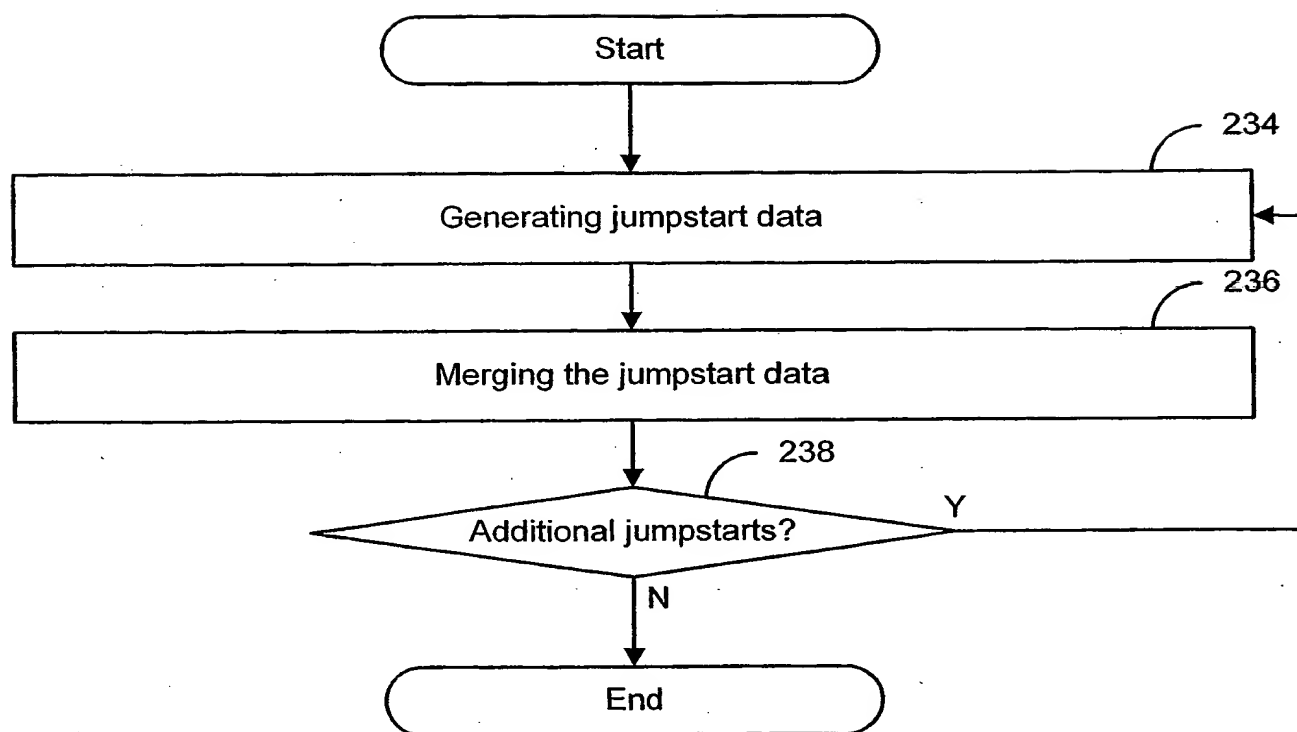 Start
234
Generating jumpstart data
236
Merging the jumpstart data
238
Additional jumpstarts?
Y
N
End